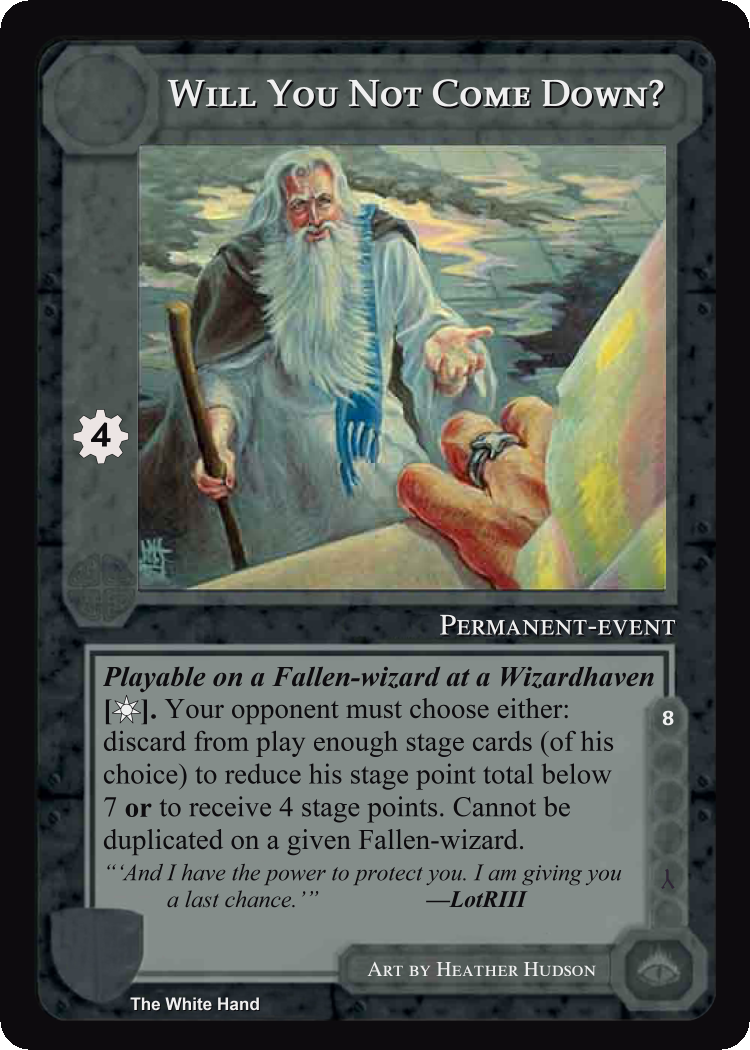 Will You Not Come Down?
4
Permanent-event
Playable on a Fallen-wizard at a Wizardhaven
[ ]. Your opponent must choose either:
discard from play enough stage cards (of his
choice) to reduce his stage point total below
7 or to receive 4 stage points. Cannot be
duplicated on a given Fallen-wizard.
8
“‘And I have the power to protect you. I am giving you
a last chance.’” —LotRIII
Art by Heather Hudson
The White Hand